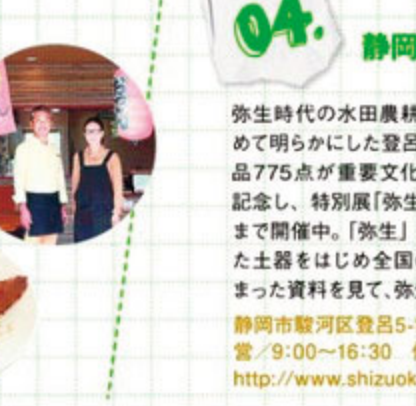 04.
静岡
弥生時代の水田農耕
めて明らかにした登呂
品775点が重要文化
記念し、特別展「弥生
まで開催中。「弥生」
た土器をはじめ全国
まった資料を見て、弥
静岡市駿河区登呂5-
営/9:00〜16:30
http://www.shizuok